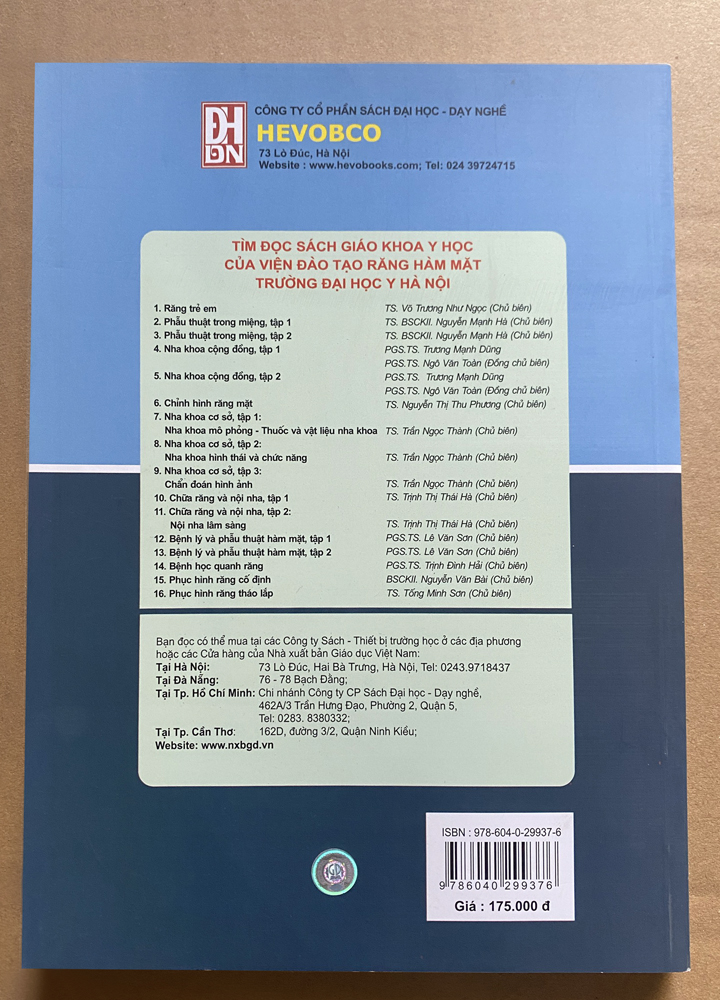 ĐH
DN
CÔNG TY CỔ PHẦN SÁCH ĐẠI HỌC - DẠY NGHỀ
HEVOBCO
73 Lò Đúc, Hà Nội
Website : www.hevobooks.com; Tel: 024 39724715
TÌM ĐỌC SÁCH GIÁO KHOA Y HỌC
CỦA VIỆN ĐÀO TẠO RĂNG HÀM MẶT
TRƯỜNG ĐẠI HỌC Y HÀ NỘI
1. Răng trẻ em TS. Võ Trương Như Ngọc (Chủ biên)
2. Phẫu thuật trong miệng, tập 1 TS. BSCKII. Nguyễn Mạnh Hà (Chủ biên)
3. Phẫu thuật trong miệng, tập 2 TS. BSCKII. Nguyễn Mạnh Hà (Chủ biên)
4. Nha khoa cộng đồng, tập 1 PGS.TS. Trương Mạnh Dũng
PGS.TS. Ngô Văn Toàn (Đồng chủ biên)
5. Nha khoa cộng đồng, tập 2 PGS.TS. Trương Mạnh Dũng
PGS.TS. Ngô Văn Toàn (Đồng chủ biên)
6. Chỉnh hình răng mặt TS. Nguyễn Thị Thu Phương (Chủ biên)
7. Nha khoa cơ sở, tập 1:
Nha khoa mô phỏng - Thuốc và vật liệu nha khoa TS. Trần Ngọc Thành (Chủ biên)
8. Nha khoa cơ sở, tập 2:
Nha khoa hình thái và chức năng TS. Trần Ngọc Thành (Chủ biên)
9. Nha khoa cơ sở, tập 3:
Chẩn đoán hình ảnh TS. Trần Ngọc Thành (Chủ biên)
10. Chữa răng và nội nha, tập 1 TS. Trịnh Thị Thái Hà (Chủ biên)
11. Chữa răng và nội nha, tập 2:
Nội nha lâm sàng TS. Trịnh Thị Thái Hà (Chủ biên)
12. Bệnh lý và phẫu thuật hàm mặt, tập 1 PGS.TS. Lê Văn Sơn (Chủ biên)
13. Bệnh lý và phẫu thuật hàm mặt, tập 2 PGS.TS. Lê Văn Sơn (Chủ biên)
14. Bệnh học quanh răng PGS.TS. Trịnh Đình Hải (Chủ biên)
15. Phục hình răng cố định BSCKII. Nguyễn Văn Bài (Chủ biên)
16. Phục hình răng tháo lắp TS. Tống Minh Sơn (Chủ biên)
Bạn đọc có thể mua tại các Công ty Sách - Thiết bị trường học ở các địa phương
hoặc các Cửa hàng của Nhà xuất bản Giáo dục Việt Nam:
Tại Hà Nội: 73 Lò Đúc, Hai Bà Trưng, Hà Nội, Tel: 0243.9718437
Tại Đà Nẵng: 76 - 78 Bạch Đằng;
Tại Tp. Hồ Chí Minh: Chi nhánh Công ty CP Sách Đại học - Dạy nghề,
462A/3 Trần Hưng Đạo, Phường 2, Quận 5,
Tel: 0283. 8380332;
Tại Tp. Cần Thơ: 162D, đường 3/2, Quận Ninh Kiều;
Website: www.nxbgd.vn
ISBN : 978-604-0-29937-6
9 786040 299376
Giá : 175.000 đ